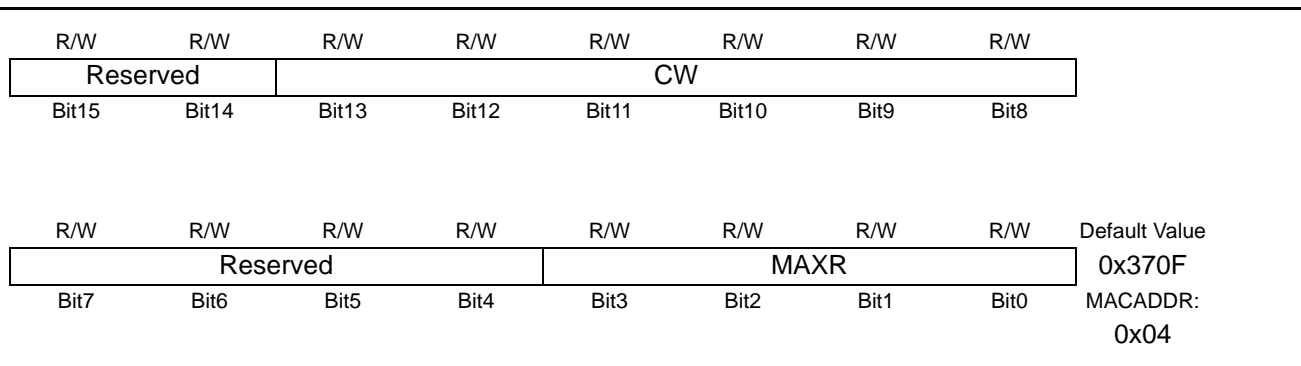 R/W R/W R/W R/W R/W R/W R/W R/W
Reserved CW
Bit15 Bit14 Bit13 Bit12 Bit11 Bit10 Bit9 Bit8
R/W R/W R/W R/W R/W R/W R/W R/W Default Value
Reserved MAXR 0x370F
Bit7 Bit6 Bit5 Bit4 Bit3 Bit2 Bit1 Bit0 MACADDR:
0x04